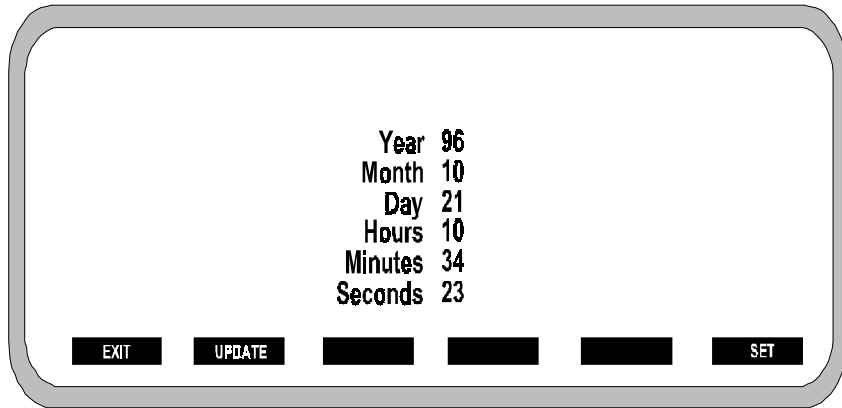 Year 96
Month 10
Day 21
Hours 10
Minutes 34
Seconds 23
EXIT UPDATE SET